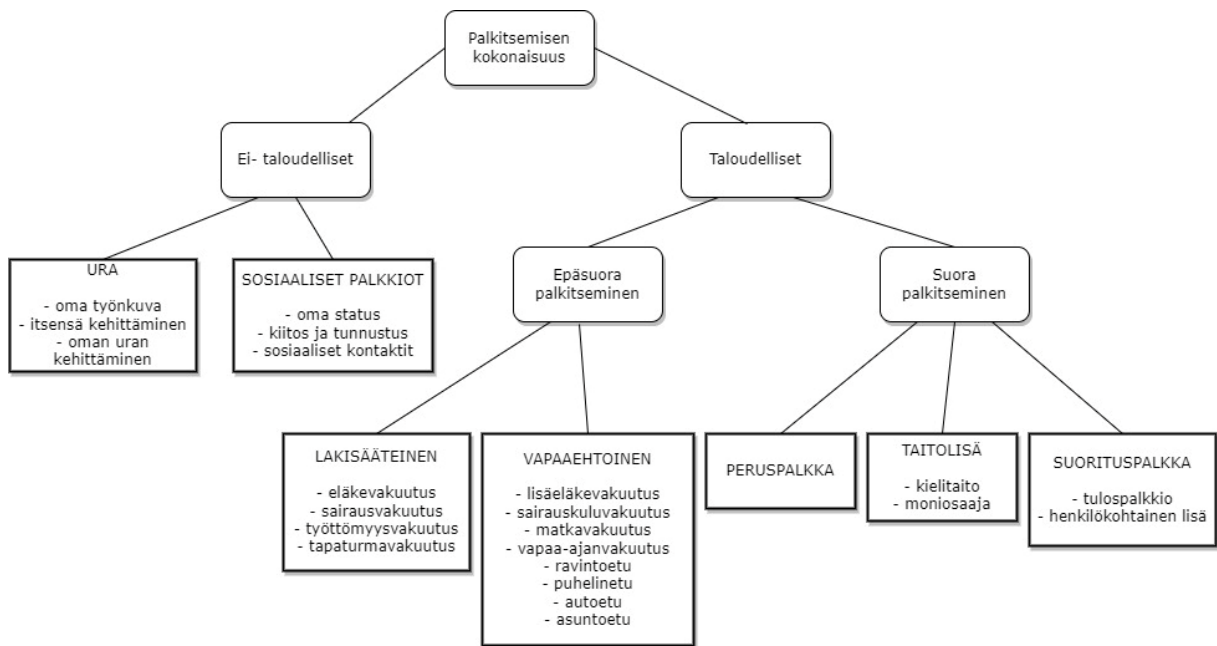 Palkitsemisen
kokonaisuus
Ei- taloudelliset
Taloudelliset
URA
- oma työnkuva
- itsensä kehittäminen
- oman uran
kehittäminen
SOSIAALISET PALKKIOT
- oma status
- kiitos ja tunnustus
- sosiaaliset kontaktit
Epäsuora
palkitseminen
Suora
palkitseminen
LAKISÄÄTEINEN
- eläkevakuutus
- sairausvakuutus
- työttömyysvakuutus
- tapaturmavakuutus
VAPAAEHTOINEN
- lisäeläkevakuutus
- sairauskuluvakuutus
- matkavakuutus
- vapaa-ajanvakuutus
- ravintoetu
- puhelinetu
- autoetu
- asuntoetu
PERUSPALKKA
TAITOLISÄ
- kielitaito
- moniosaaja
SUORITUSPALKKA
- tulospalkkio
- henkilökohtainen lisä